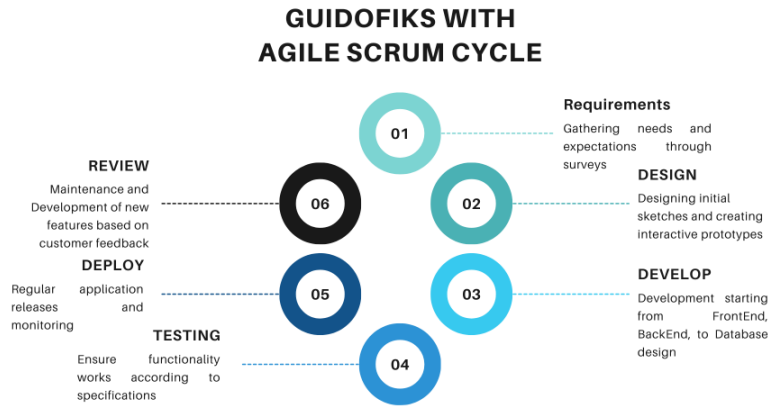 GUIDOFIKS WITH
AGILE SCRUM CYCLE
01
Requirements
Gathering needs and
expectations through
surveys
02
DESIGN
Designing initial
sketches and creating
interactive prototypes
03
DEVELOP
Development starting
from FrontEnd,
BackEnd, to Database
design
04
TESTING
Ensure functionality
works according to
specifications
05
DEPLOY
Regular application
releases and
monitoring
06
REVIEW
Maintenance and
Development of new
features based on
customer feedback